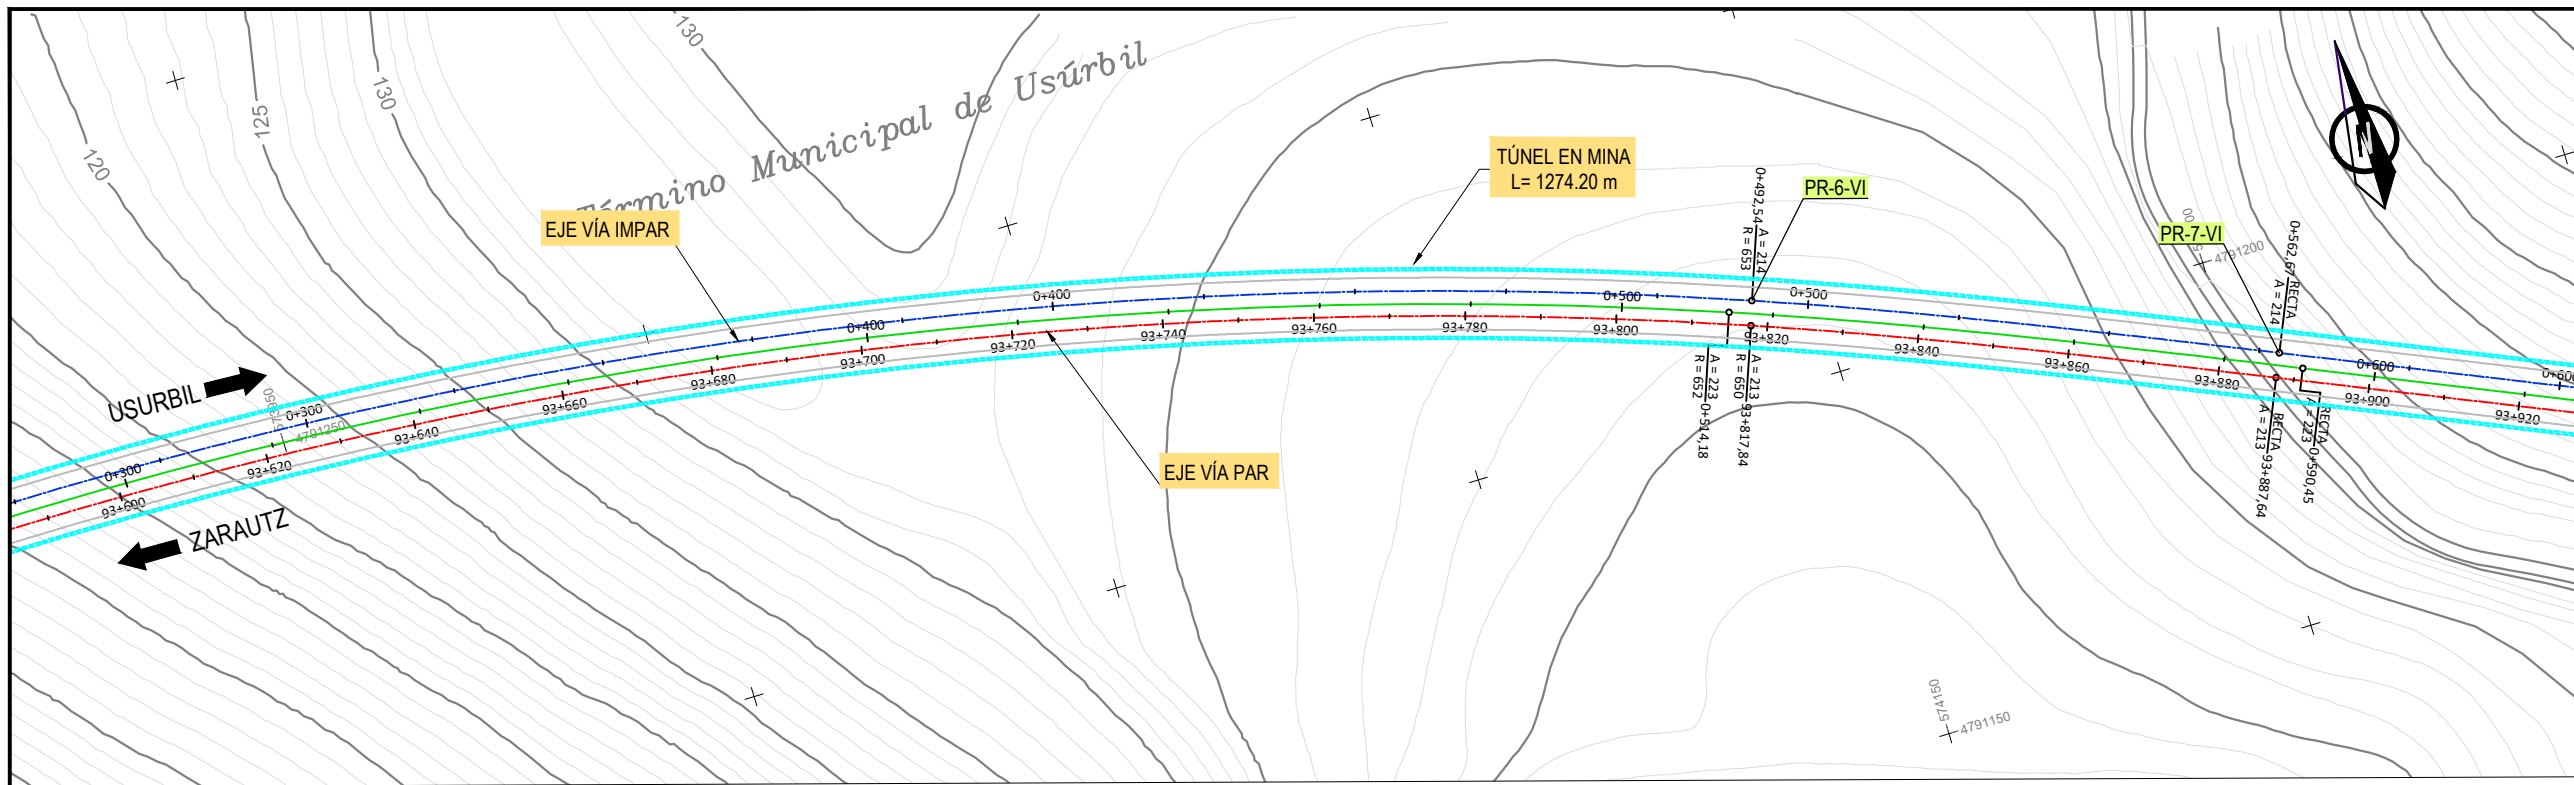 130
Término Municipal de Usúrbil
125
130
120
TÚNEL EN MINA
L= 1274.20 m
EJE VÍA IMPAR
PR-6-VI
PR-7-VI
0+492,54 A = 214
R = 653
0+562,67 RECTA
A = 214
4791200
N
0+400
0+500
0+500
0+400
0+300
0+300
0+600
0+600
93+600
93+620
93+640
93+660
93+680
93+700
93+720
93+740
93+760
93+780
93+800
93+820
93+840
93+860
93+880
93+900
93+920
USURBIL
ZARAUTZ
573950
4791250
EJE VÍA PAR
A = 223 0+514,18
R = 652
A = 213 93+817,84
R = 650
RECTA 93+887,64
A = 213
RECTA 0+590,45
A = 223
574150
4791150